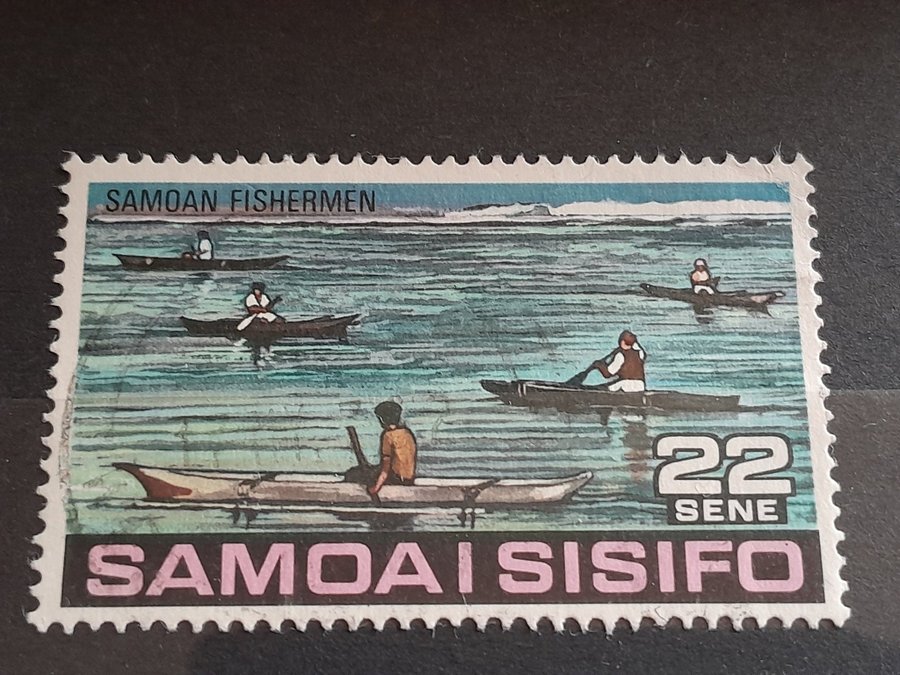 SAMOAN FISHERMEN
22
SENE
SAMOA I SISIFO